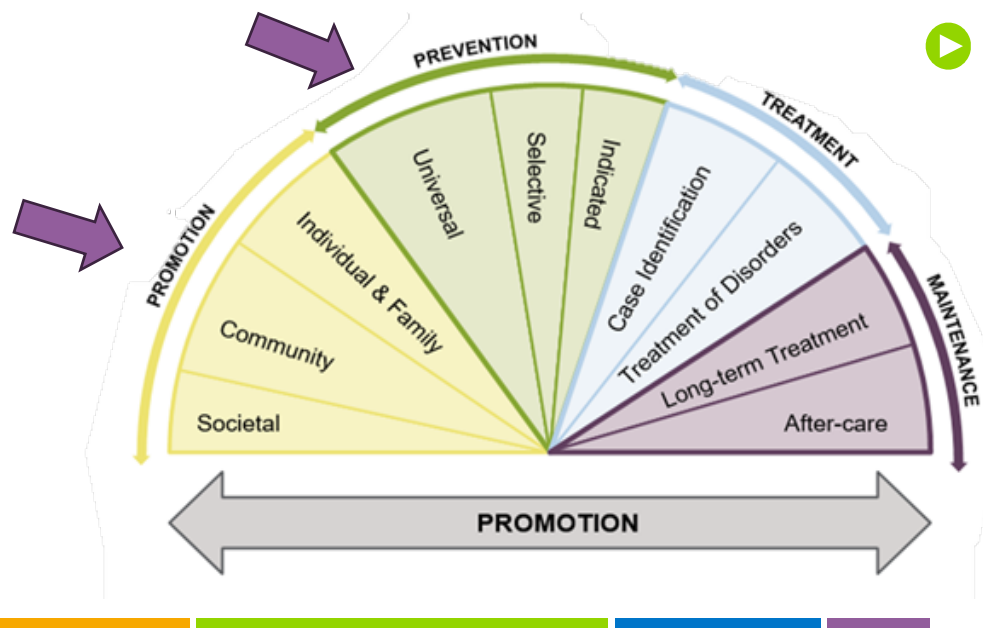 PROMOTION
PREVENTION
TREATMENT
MAINTENANCE
Societal
Community
Individual & Family
Universal
Selective
Indicated
Case Identification
Treatment of Disorders
Long-term Treatment
After-care
PROMOTION